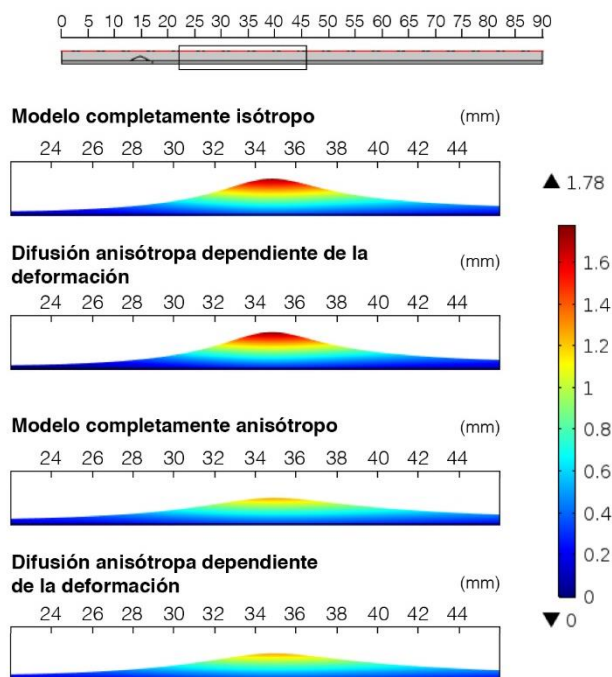 0 5 10 15 20 25 30 35 40 45 50 55 60 65 70 75 80 85 90
Modelo completamente isótropo (mm)
24 26 28 30 32 34 36 38 40 42 44
▲ 1.78
Difusión anisótropa dependiente de la
deformación (mm)
24 26 28 30 32 34 36 38 40 42 44
Modelo completamente anisótropo (mm)
24 26 28 30 32 34 36 38 40 42 44
Difusión anisótropa dependiente
de la deformación (mm)
24 26 28 30 32 34 36 38 40 42 44
1.6
1.4
1.2
1
0.8
0.6
0.4
0.2
0
▼ 0